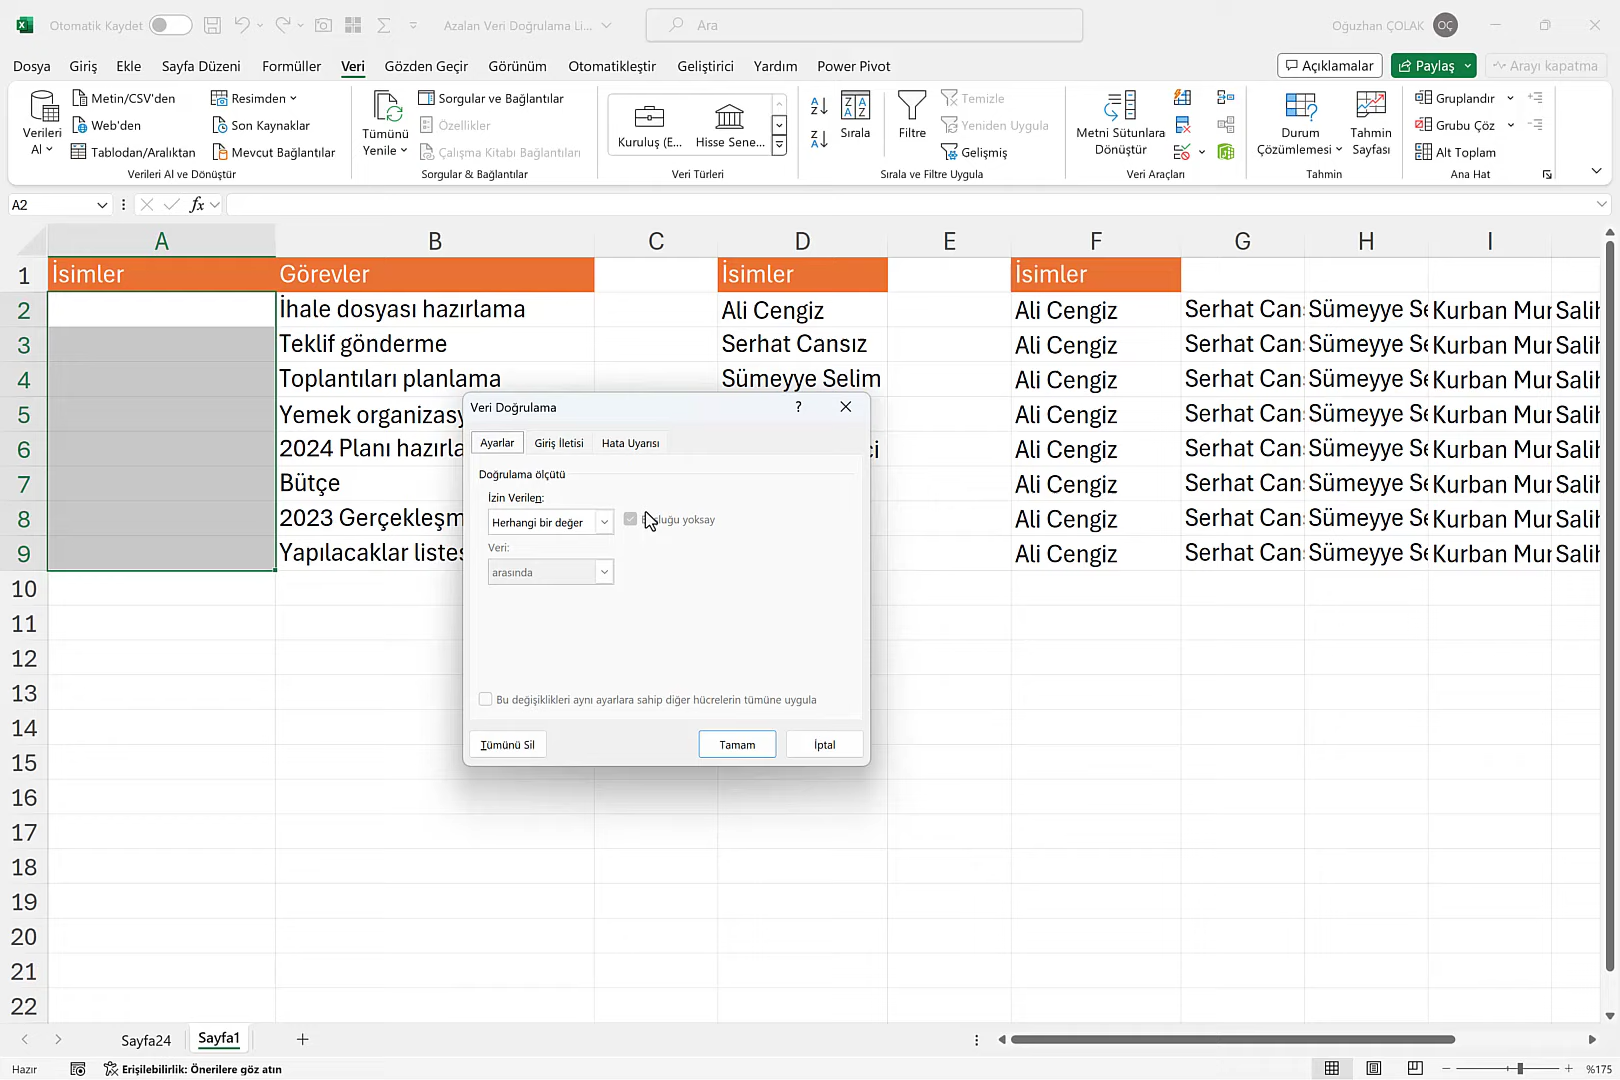 Otomatik Kaydet
Azalan Veri Doğrulama Li...
Ara
Oğuzhan ÇOLAK
OÇ
Dosya Giriş Ekle Sayfa Düzeni Formüller Veri Gözden Geçir Görünüm Otomatikleştir Geliştirici Yardım Power Pivot
Açıklamalar
Paylaş
Arayı kapatma
Verileri Al
Metin/CSV'den
Web'den
Tablodan/Aralıktan
Resimden
Son Kaynaklar
Mevcut Bağlantılar
Verileri Al ve Dönüştür
Tümünü Yenile
Sorgular ve Bağlantılar
Özellikler
Çalışma Kitabı Bağlantıları
Sorgular & Bağlantılar
Kuruluş (E...
Hisse Sene...
Veri Türleri
Sırala
Filtre
Temizle
Yeniden Uygula
Gelişmiş
Sırala ve Filtre Uygula
Metni Sütunlara Dönüştür
Veri Araçları
Durum Çözümlemesi
Tahmin Sayfası
Tahmin
Gruplandır
Grubu Çöz
Alt Toplam
Ana Hat
A2
fx
A B C D E F G H I
1 İsimler Görevler İsimler İsimler
2 İhale dosyası hazırlama Ali Cengiz Ali Cengiz Serhat Can Sümeyye Se Kurban Mur Salih
3 Teklif gönderme Serhat Cansız Ali Cengiz Serhat Can Sümeyye Se Kurban Mur Salih
4 Toplantıları planlama Sümeyye Selim Ali Cengiz Serhat Can Sümeyye Se Kurban Mur Salih
5 Yemek organizasy Ali Cengiz Serhat Can Sümeyye Se Kurban Mur Salih
6 2024 Planı hazırla ci Ali Cengiz Serhat Can Sümeyye Se Kurban Mur Salih
7 Bütçe Ali Cengiz Serhat Can Sümeyye Se Kurban Mur Salih
8 2023 Gerçekleşm Ali Cengiz Serhat Can Sümeyye Se Kurban Mur Salih
9 Yapılacaklar listes Ali Cengiz Serhat Can Sümeyye Se Kurban Mur Salih
10
11
12
13
14
15
16
17
18
19
20
21
22
Veri Doğrulama
?
Ayarlar Giriş İletisi Hata Uyarısı
Doğrulama ölçütü
İzin Verilen:
Herhangi bir değer
yoksay
Veri:
arasında
Bu değişiklikleri aynı ayarlara sahip diğer hücrelerin tümüne uygula
Tümünü Sil
Tamam
İptal
Sayfa24 Sayfa1
Hazır
Erişilebilirlik: Önerilere göz atın
%175